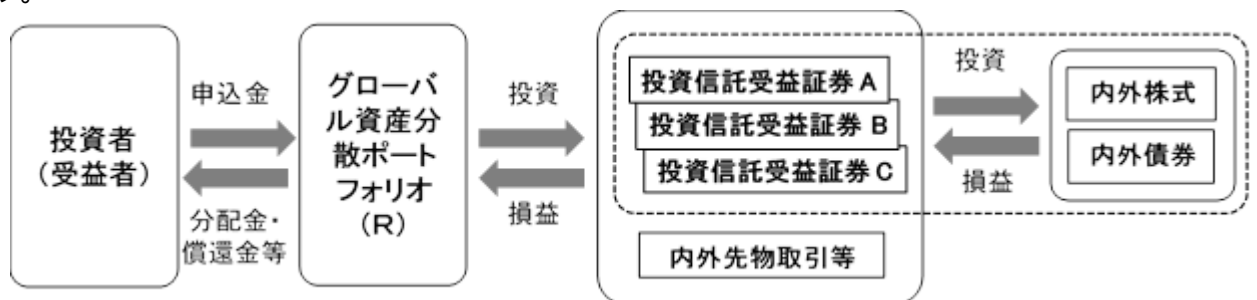 す。
投資者
(受益者)
申込金
分配金・
償還金等
グローバ
ル資産分
散ポート
フォリオ
(R)
投資
損益
投資信託受益証券A
投資信託受益証券 B
投資信託受益証券C
内外先物取引等
投資
損益
内外株式
内外債券